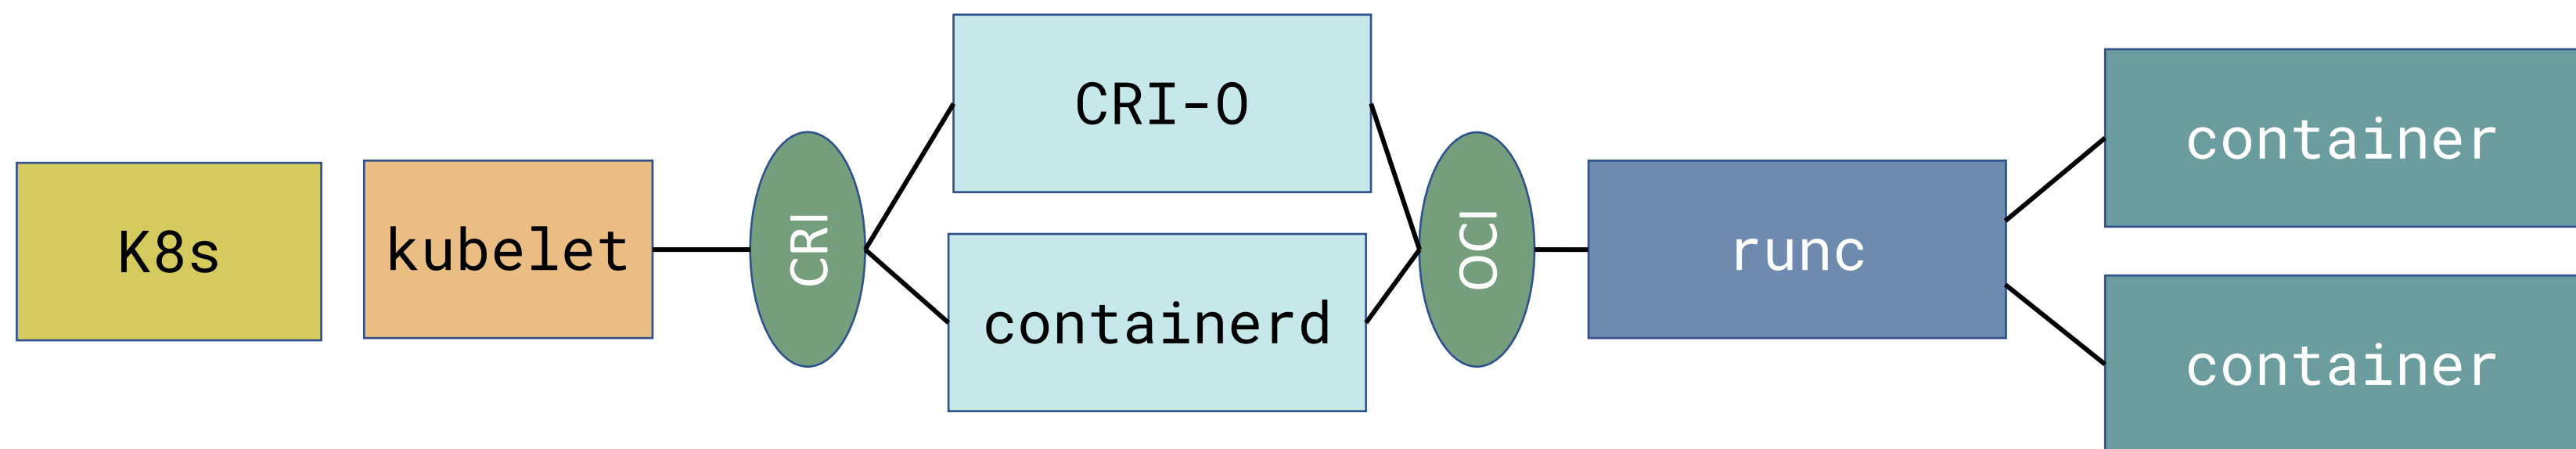 K8s
kubelet
CRI
CRI-O
containerd
OCI
runc
container
container